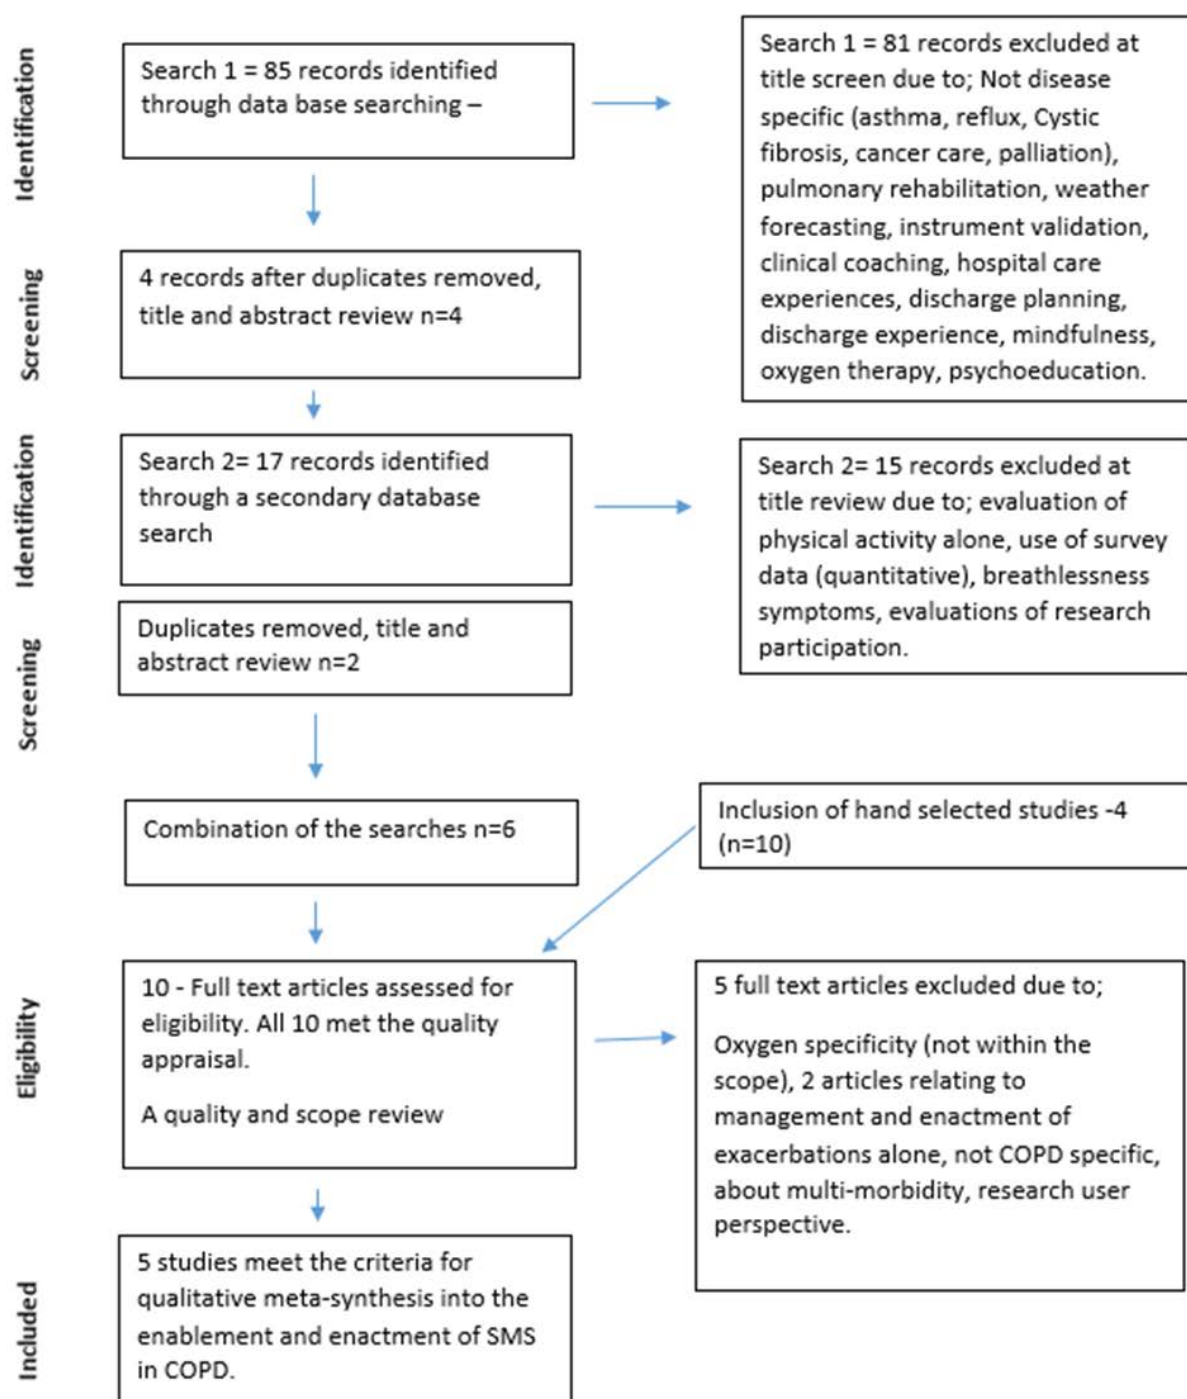 Identification
Search 1 = 85 records identified
through data base searching –
Search 1 = 81 records excluded at
title screen due to; Not disease
specific (asthma, reflux, Cystic
fibrosis, cancer care, palliation),
pulmonary rehabilitation, weather
forecasting, instrument validation,
clinical coaching, hospital care
experiences, discharge planning,
discharge experience, mindfulness,
oxygen therapy, psychoeducation.
Screening
4 records after duplicates removed,
title and abstract review n=4
Identification
Search 2= 17 records identified
through a secondary database
search
Search 2= 15 records excluded at
title review due to; evaluation of
physical activity alone, use of survey
data (quantitative), breathlessness
symptoms, evaluations of research
participation.
Screening
Duplicates removed, title and
abstract review n=2
Combination of the searches n=6
Inclusion of hand selected studies -4
(n=10)
Eligibility
10 - Full text articles assessed for
eligibility. All 10 met the quality
appraisal.
A quality and scope review
5 full text articles excluded due to;
Oxygen specificity (not within the
scope), 2 articles relating to
management and enactment of
exacerbations alone, not COPD specific,
about multi-morbidity, research user
perspective.
Included
5 studies meet the criteria for
qualitative meta-synthesis into the
enablement and enactment of SMS
in COPD.